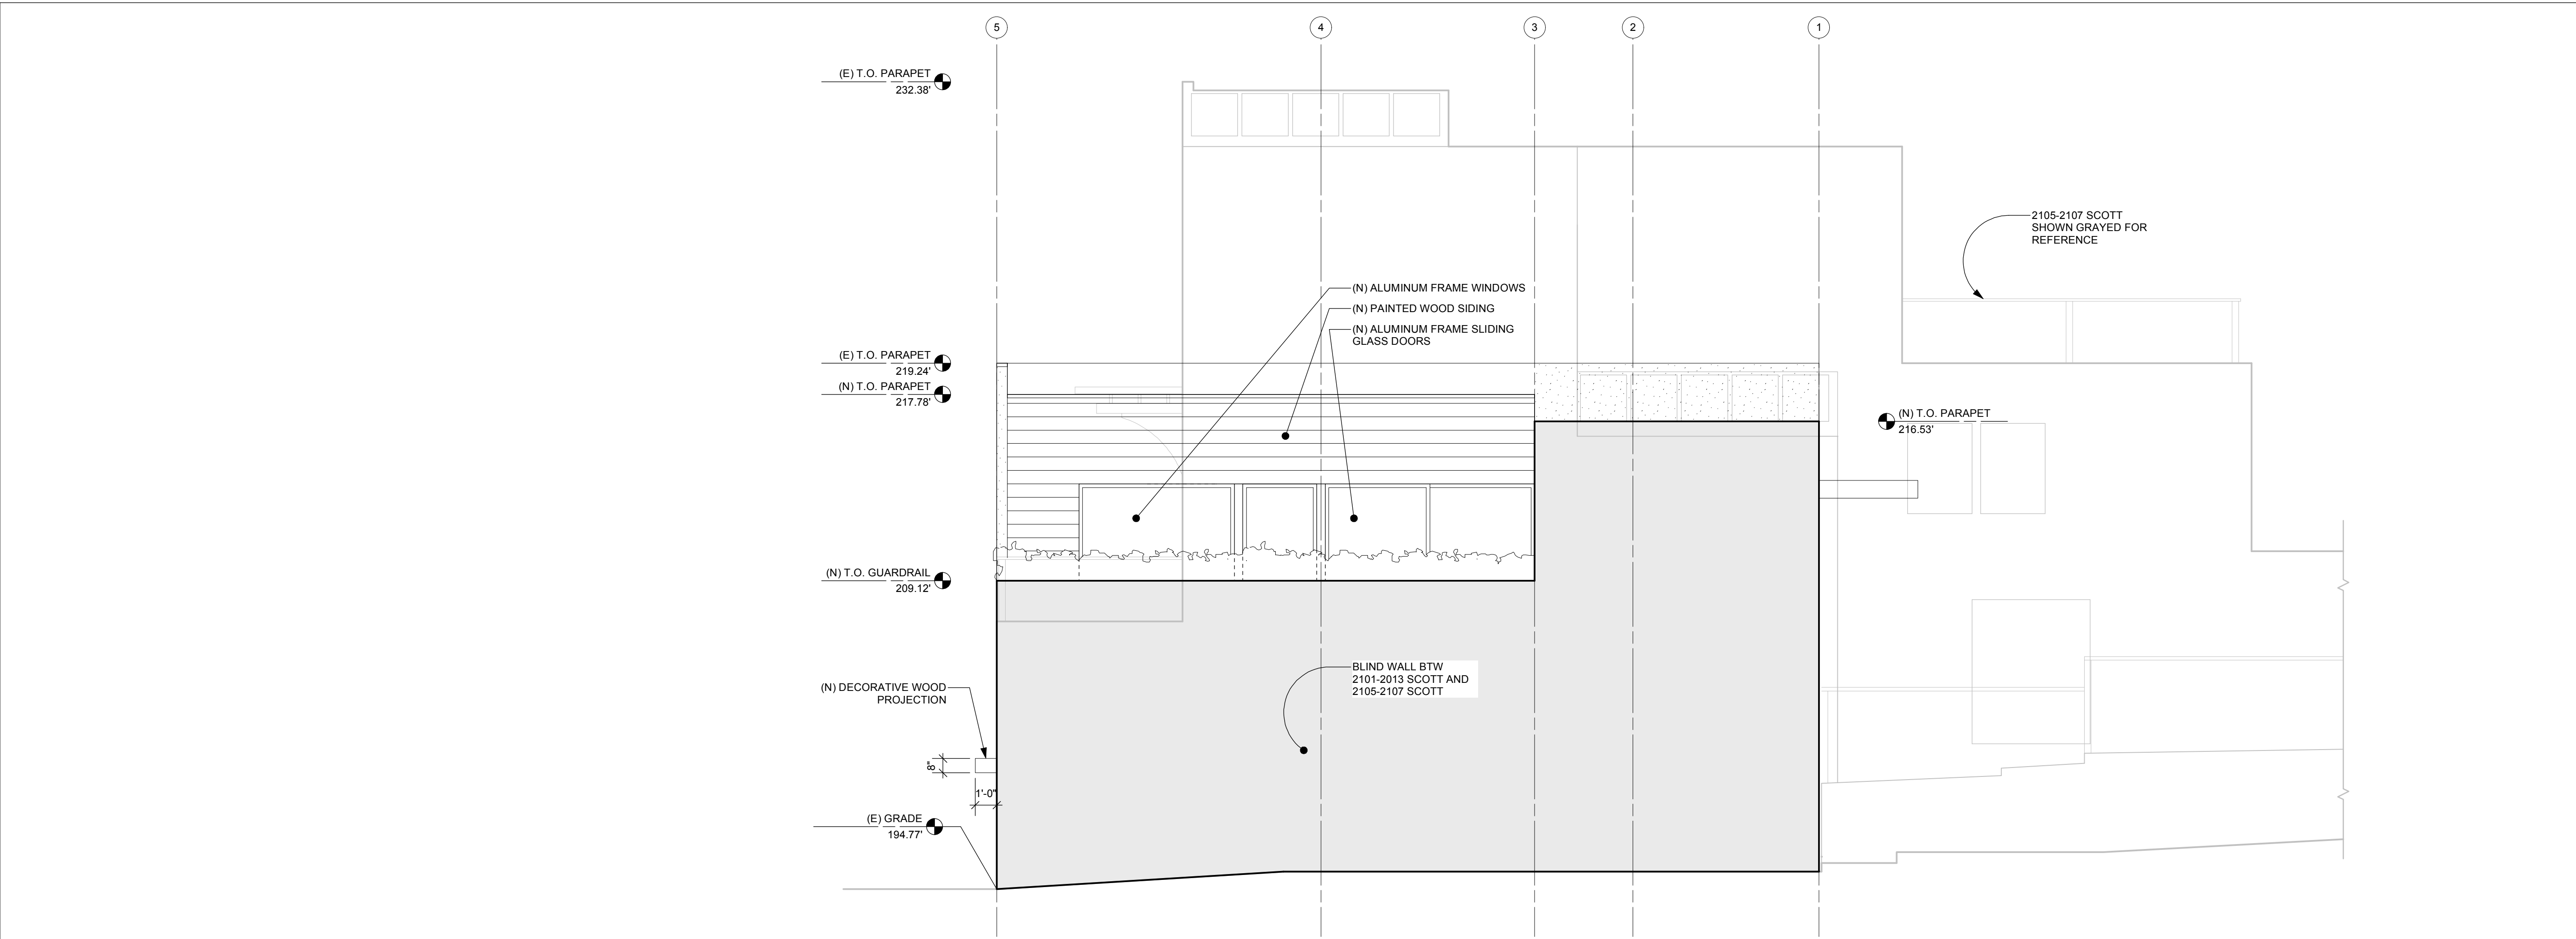 5
4
3
2
1
(E) T.O. PARAPET
232.38'
2105-2107 SCOTT
SHOWN GRAYED FOR
REFERENCE
(N) ALUMINUM FRAME WINDOWS
(N) PAINTED WOOD SIDING
(N) ALUMINUM FRAME SLIDING
GLASS DOORS
(E) T.O. PARAPET
219.24'
(N) T.O. PARAPET
217.78'
(N) T.O. PARAPET
216.53'
(N) T.O. GUARDRAIL
209.12'
BLIND WALL BTW
2101-2013 SCOTT AND
2105-2107 SCOTT
(N) DECORATIVE WOOD
PROJECTION
8"
1'-0"
(E) GRADE
194.77'